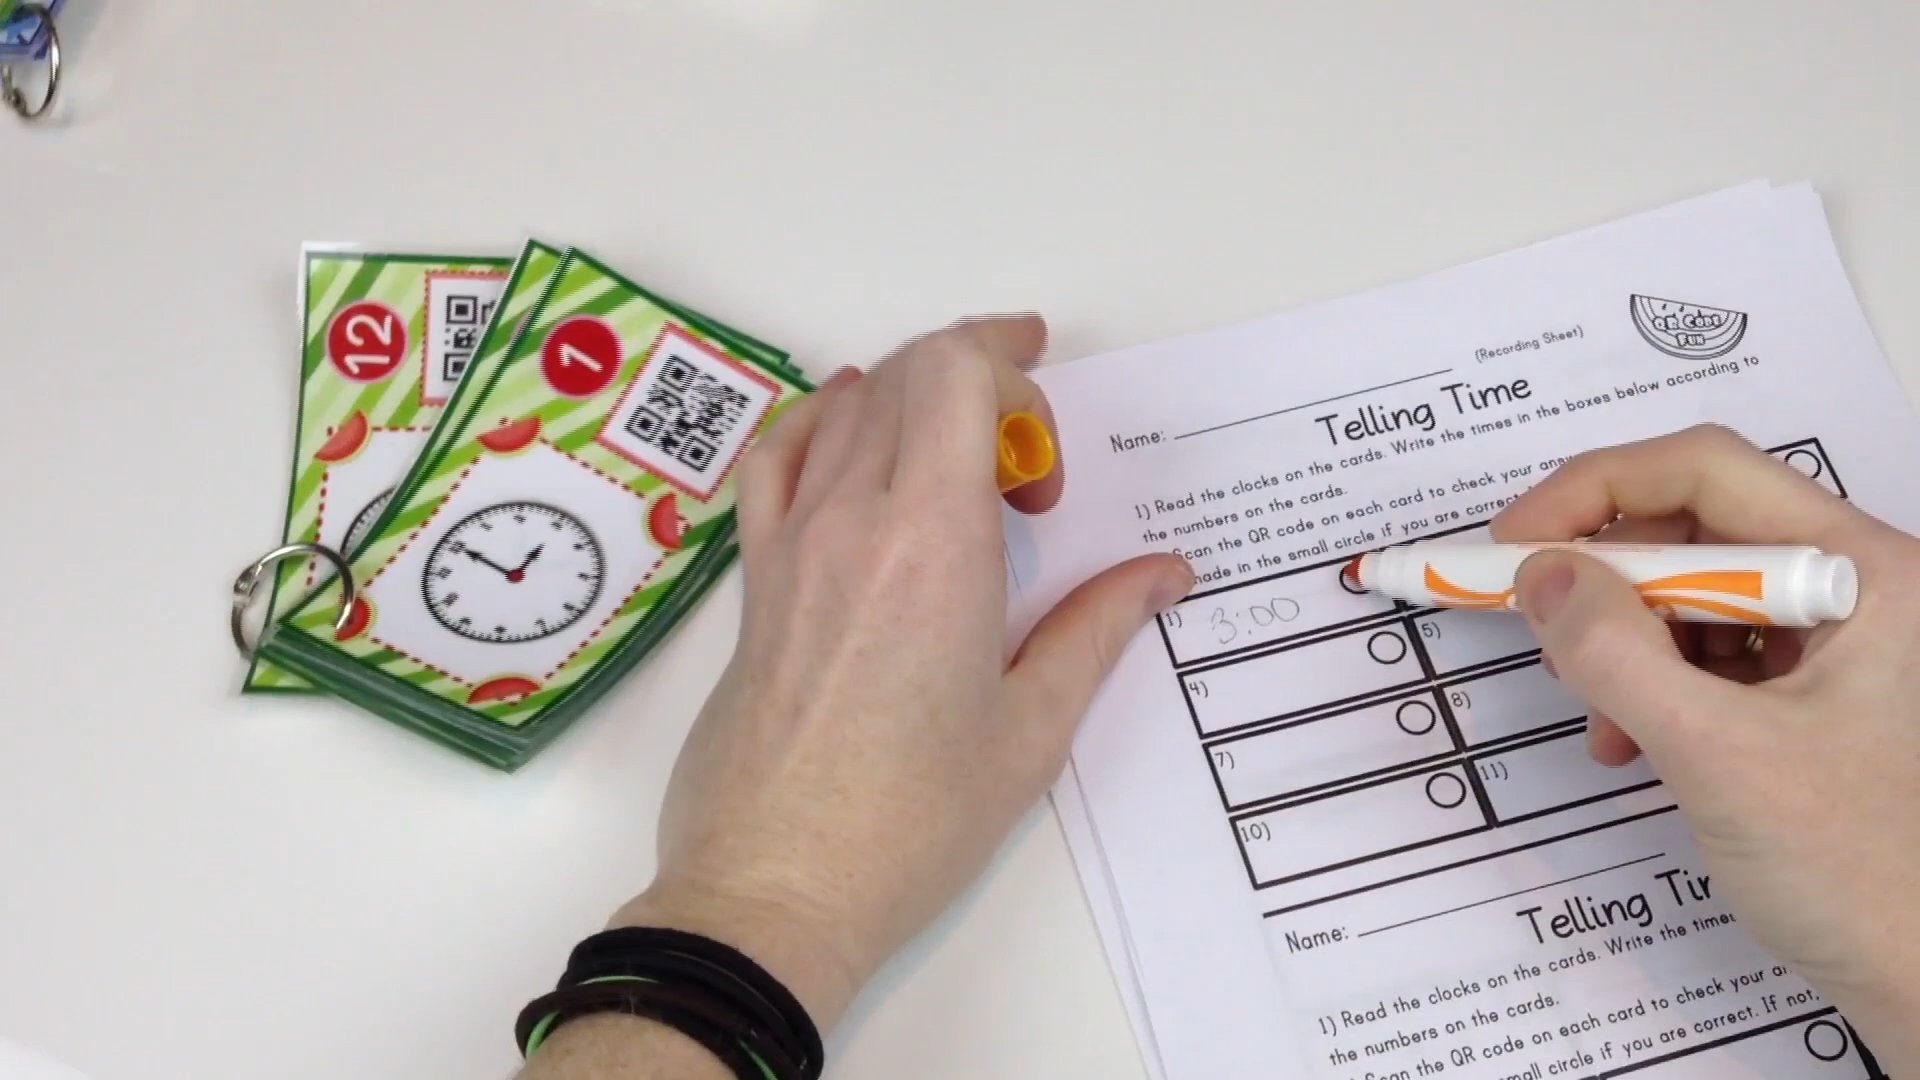 12
1
(Recording Sheet)
QR CODE
FUN
Name:
Telling Time
1) Read the clocks on the cards. Write the times in the boxes below according to
the numbers on the cards.
Scan the QR code on each card to check your
made in the small circle if you are
1)
3:00
4)
5)
7)
8)
10)
11)
Name:
Telling
1) Read the clocks on the cards. Write the
the numbers on the cards.
Scan the QR code on each card to check your
small circle if you are correct. If not,